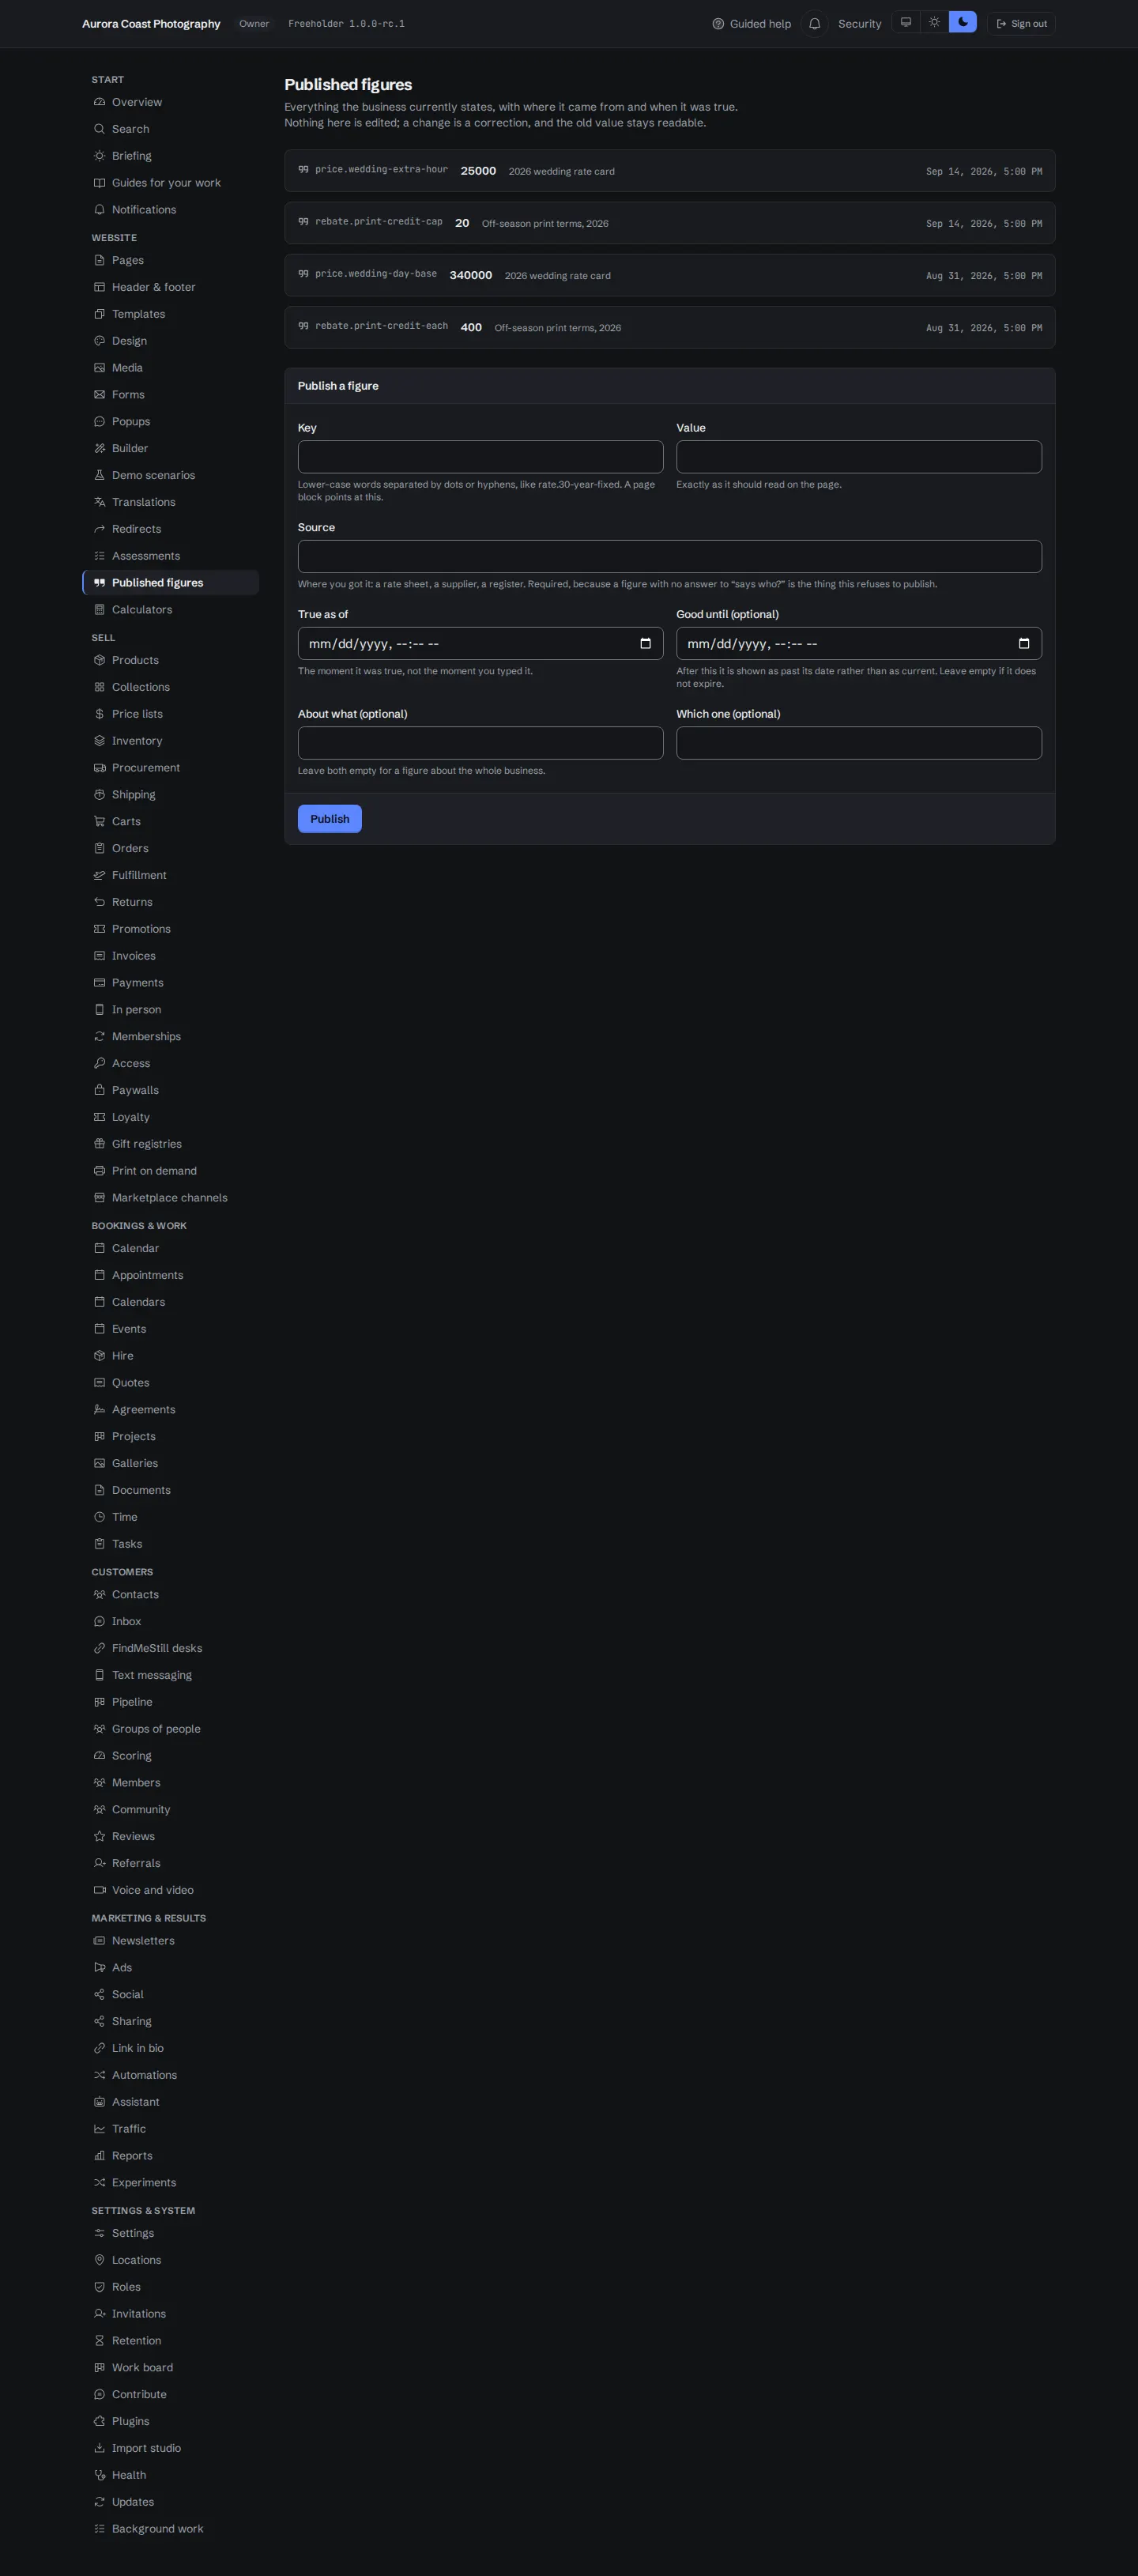 Aurora Coast Photography Owner Freeholder 1.0.0-rc.1 Guided help Security Sign out
START
Overview
Search
Briefing
Guides for your work
Notifications
WEBSITE
Pages
Header & footer
Templates
Design
Media
Forms
Popups
Builder
Demo scenarios
Translations
Redirects
Assessments
Published figures
Calculators
SELL
Products
Collections
Price lists
Inventory
Procurement
Shipping
Carts
Orders
Fulfillment
Returns
Promotions
Invoices
Payments
In person
Memberships
Access
Paywalls
Loyalty
Gift registries
Print on demand
Marketplace channels
BOOKINGS & WORK
Calendar
Appointments
Calendars
Events
Hire
Quotes
Agreements
Projects
Galleries
Documents
Time
Tasks
CUSTOMERS
Contacts
Inbox
FindMeStill desks
Text messaging
Pipeline
Groups of people
Scoring
Members
Community
Reviews
Referrals
Voice and video
MARKETING & RESULTS
Newsletters
Ads
Social
Sharing
Link in bio
Automations
Assistant
Traffic
Reports
Experiments
SETTINGS & SYSTEM
Settings
Locations
Roles
Invitations
Retention
Work board
Contribute
Plugins
Import studio
Health
Updates
Background work
Published figures
Everything the business currently states, with where it came from and when it was true.
Nothing here is edited; a change is a correction, and the old value stays readable.
price.wedding-extra-hour 25000 2026 wedding rate card Sep 14, 2026, 5:00 PM
rebate.print-credit-cap 20 Off-season print terms, 2026 Sep 14, 2026, 5:00 PM
price.wedding-day-base 340000 2026 wedding rate card Aug 31, 2026, 5:00 PM
rebate.print-credit-each 400 Off-season print terms, 2026 Aug 31, 2026, 5:00 PM
Publish a figure
Key Value
Lower-case words separated by dots or hyphens, like rate.30-year-fixed. A page
block points at this.
Exactly as it should read on the page.
Source
Where you got it: a rate sheet, a supplier, a register. Required, because a figure with no answer to “says who?” is the thing this refuses to publish.
True as of Good until (optional)
mm/dd/yyyy, --:-- -- mm/dd/yyyy, --:-- --
The moment it was true, not the moment you typed it.
After this it is shown as past its date rather than as current. Leave empty if it does
not expire.
About what (optional) Which one (optional)
Leave both empty for a figure about the whole business.
Publish